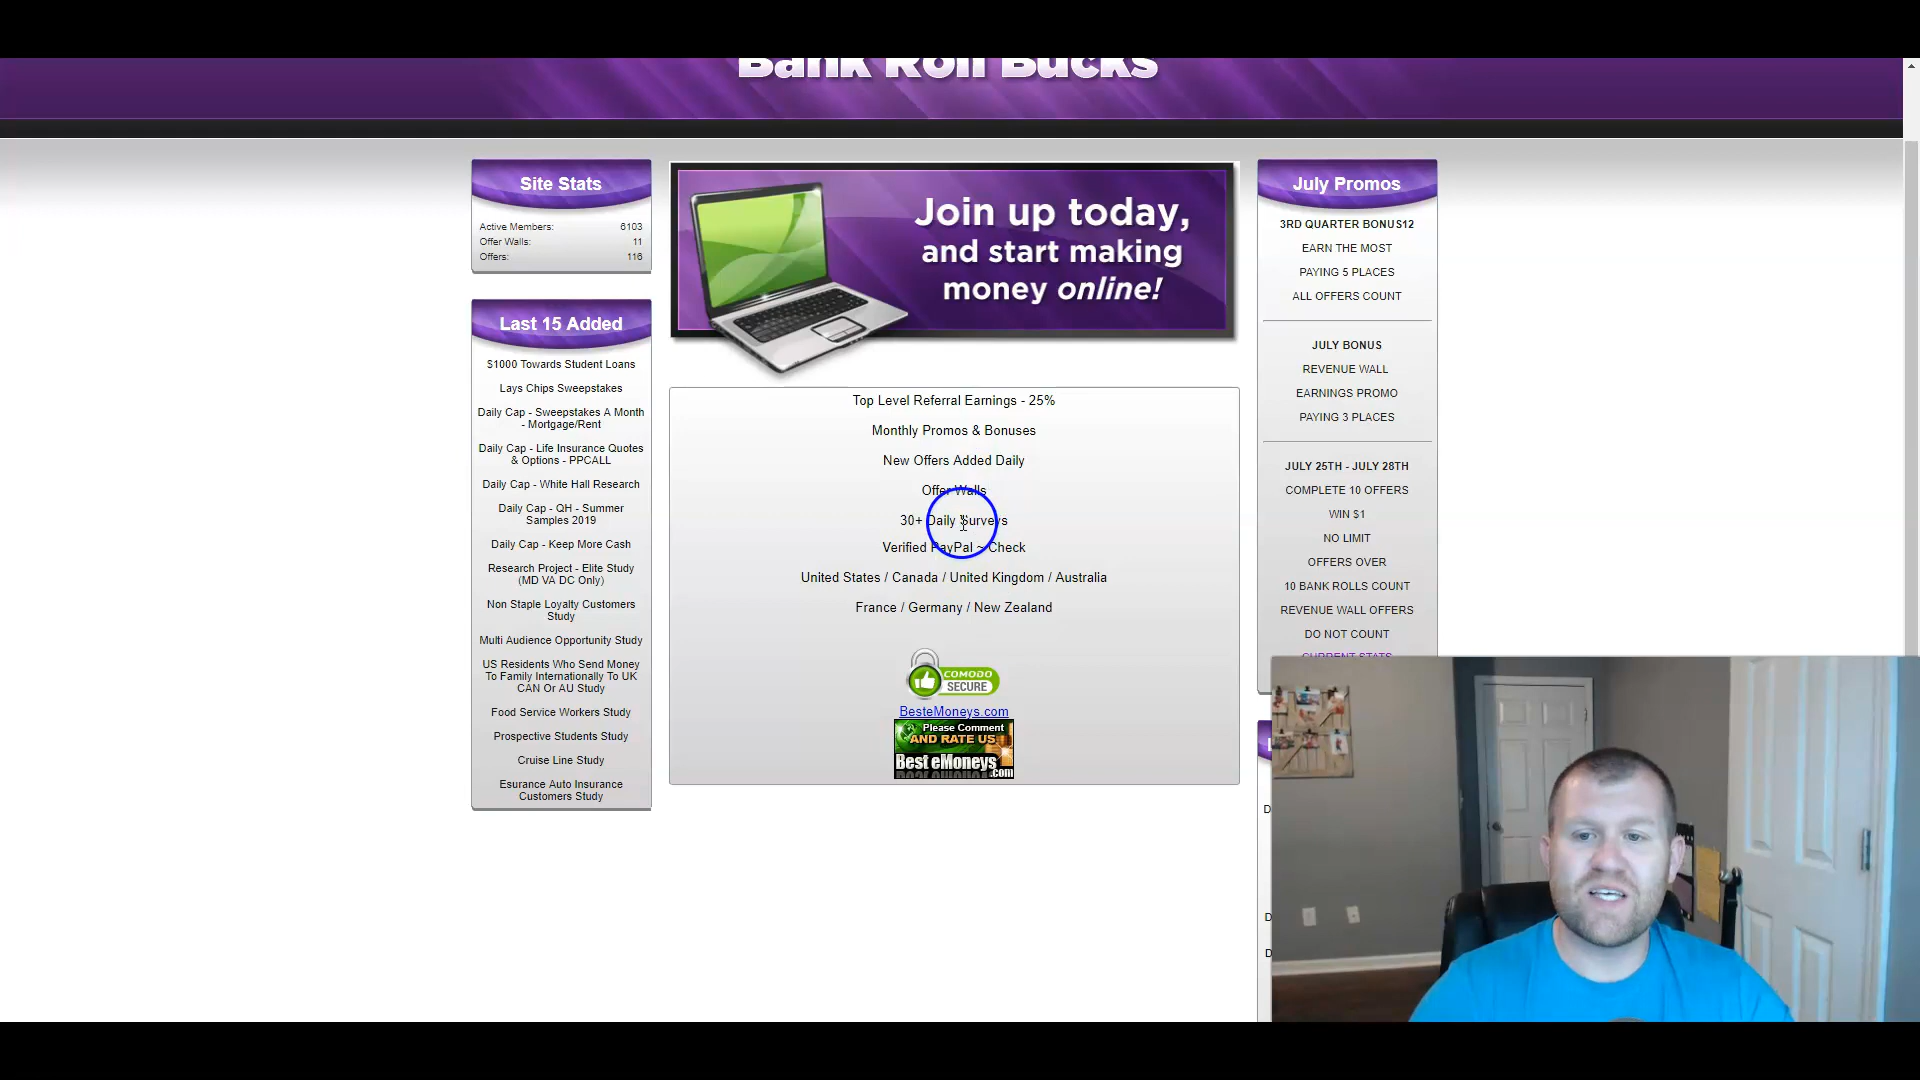 Bank Roll Bucks
Site Stats
Active Members: 6103
Offer Walls: 11
Offers: 116
Last 15 Added
$1000 Towards Student Loans
Lays Chips Sweepstakes
Daily Cap - Sweepstakes A Month
- Mortgage/Rent
Daily Cap - Life Insurance Quotes
& Options - PPCALL
Daily Cap - White Hall Research
Daily Cap - QH - Summer
Samples 2019
Daily Cap - Keep More Cash
Research Project - Elite Study
(MD VA DC Only)
Non Staple Loyalty Customers
Study
Multi Audience Opportunity Study
US Residents Who Send Money
To Family Internationally To UK
CAN Or AU Study
Food Service Workers Study
Prospective Students Study
Cruise Line Study
Esurance Auto Insurance
Customers Study
Join up today,
and start making
money online!
Top Level Referral Earnings - 25%
Monthly Promos & Bonuses
New Offers Added Daily
Offer Walls
30+ Daily Surveys
Verified PayPal ~ Check
United States / Canada / United Kingdom / Australia
France / Germany / New Zealand
COMODO
SECURE
BesteMoneys.com
Please Comment
AND RATE US
BesteMoneys
.com
July Promos
3RD QUARTER BONUS12
EARN THE MOST
PAYING 5 PLACES
ALL OFFERS COUNT
JULY BONUS
REVENUE WALL
EARNINGS PROMO
PAYING 3 PLACES
JULY 25TH - JULY 28TH
COMPLETE 10 OFFERS
WIN $1
NO LIMIT
OFFERS OVER
10 BANK ROLLS COUNT
REVENUE WALL OFFERS
DO NOT COUNT
CURRENT STATS
D
D
D